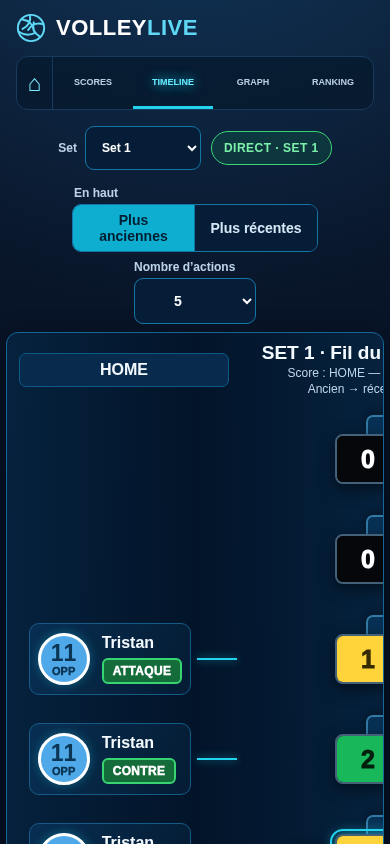 VOLLEYLIVE
SCORES TIMELINE GRAPH RANKING
Set Set 1 DIRECT · SET 1
En haut
Plus anciennes Plus récentes
Nombre d'actions
5
HOME
SET 1 · Fil du
Score : HOME —
Ancien → réce
0
0
11 OPP Tristan ATTAQUE 1
11 OPP Tristan CONTRE 2
Tristan